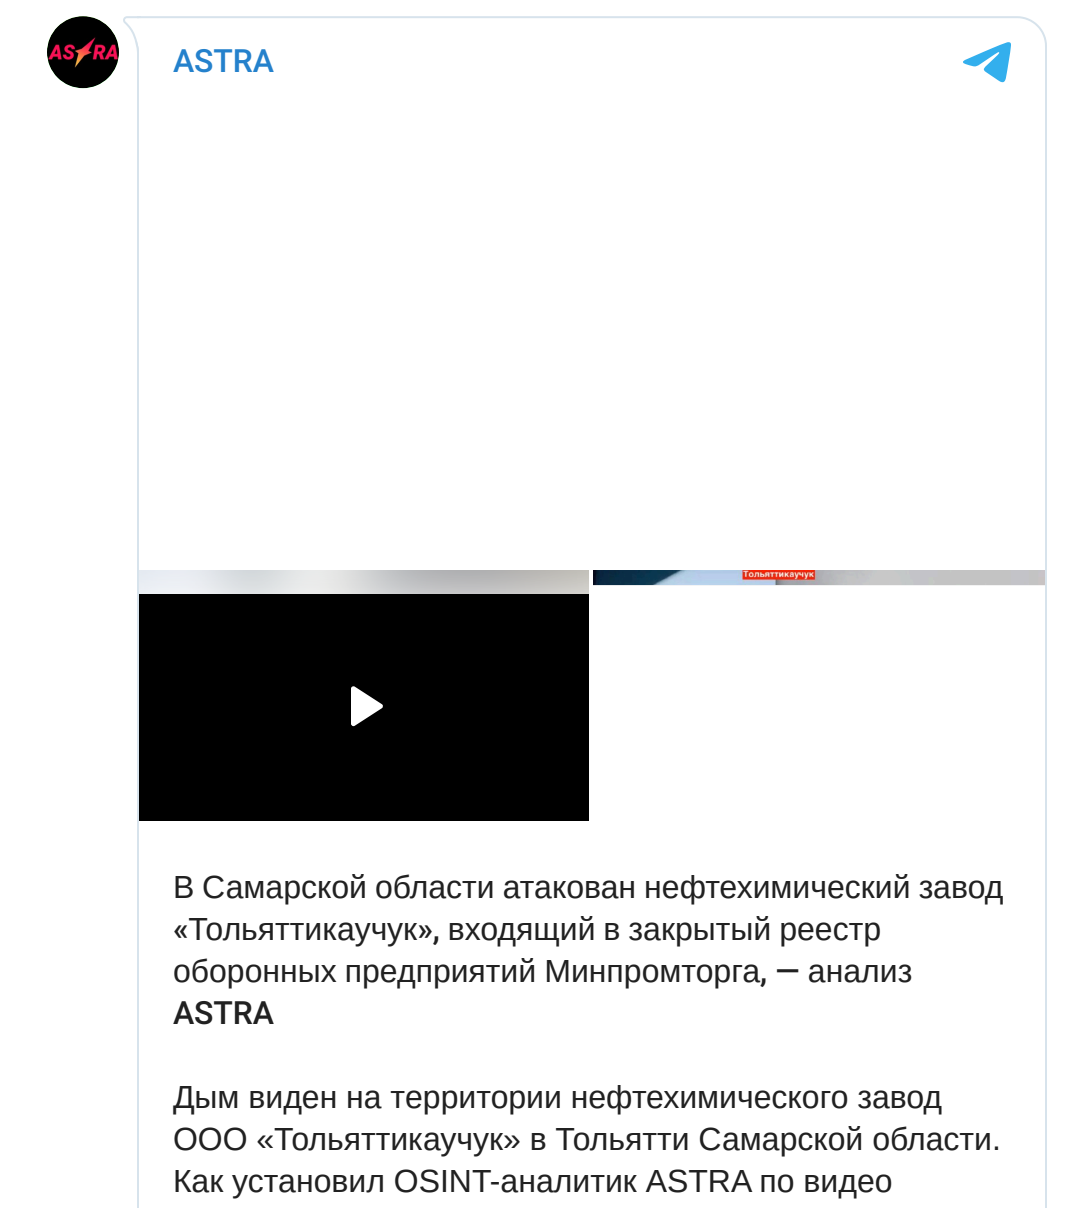 ASTRA
ASTRA
Тольяттикаучук
В Самарской области атакован нефтехимический завод
«Тольяттикаучук», входящий в закрытый реестр
оборонных предприятий Минпромторга, — анализ
ASTRA
Дым виден на территории нефтехимического завод
ООО «Тольяттикаучук» в Тольятти Самарской области.
Как установил OSINT-аналитик ASTRA по видео